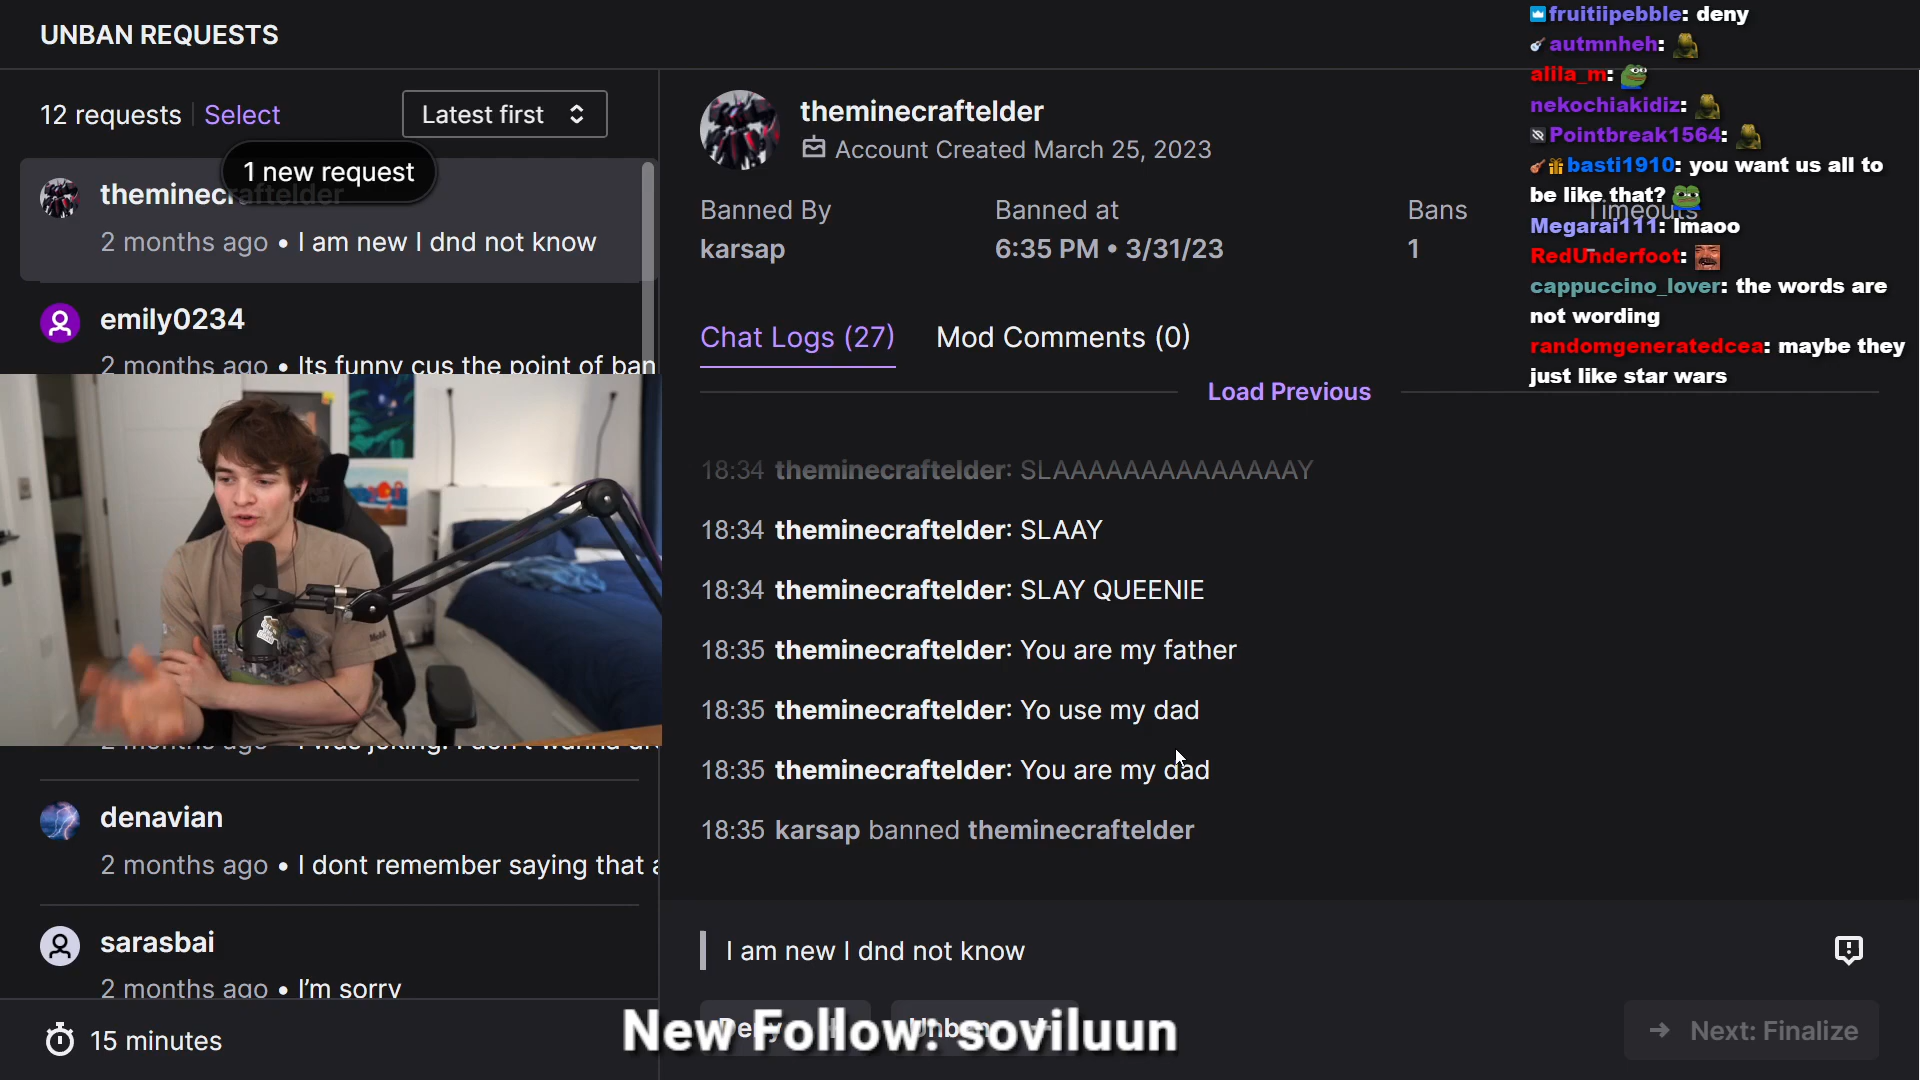 UNBAN REQUESTS
12 requests
Select
Latest first
1 new request
theminecraftelder
2 months ago • I am new I dnd not know
emily0234
2 months ago • Its funny cus the point of ban
denavian
2 months ago • I dont remember saying that a
sarasbai
2 months ago • I'm sorry
15 minutes
theminecraftelder
Account Created March 25, 2023
Banned By
karsap
Banned at
6:35 PM • 3/31/23
Bans
1
Timeouts
Chat Logs (27)
Mod Comments (0)
Load Previous
18:34 theminecraftelder: SLAAAAAAAAAAAAAY
18:34 theminecraftelder: SLAAY
18:34 theminecraftelder: SLAY QUEENIE
18:35 theminecraftelder: You are my father
18:35 theminecraftelder: Yo use my dad
18:35 theminecraftelder: You are my dad
18:35 karsap banned theminecraftelder
I am new I dnd not know
Deny
Unban
New Follow: soviluun
Next: Finalize
fruitiipebble: deny
autmnheh:
alila_m:
nekochiakidiz:
Pointbreak1564:
basti1910: you want us all to
be like that?
Megarai111: lmaoo
RedUnderfoot:
cappuccino_lover: the words are
not wording
randomgeneratedcea: maybe they
just like star wars